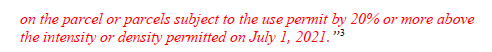 on the parcel or parcels subject to the use permit by 20% or more above
the intensity or density permitted on July 1, 2021.”3